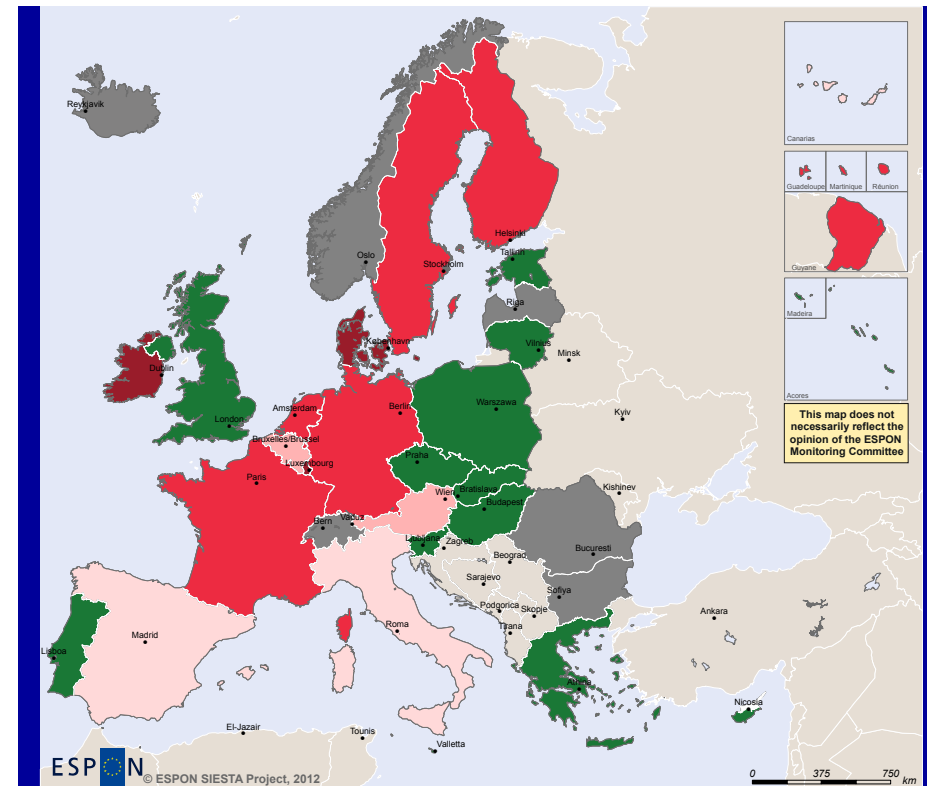 Reykjavik
Canarias
Guadeloupe
Martinique
Réunion
Guyane
Madeira
Acores
This map does not
necessarily reflect the
opinion of the ESPON
Monitoring Committee
Oslo
Helsinki
Tallinn
Stockholm
Riga
København
Vilnius
Minsk
Dublin
London
Amsterdam
Berlin
Warszawa
Kyiv
Bruxelles/Brussel
Luxembourg
Praha
Paris
Wien
Bratislava
Budapest
Kishinev
Bern
Vaduz
Ljubljana
Zagreb
Beograd
Bucuresti
Sarajevo
Sofiya
Podgorica
Skopje
Ankara
Tirana
Roma
Madrid
Lisboa
Athina
Nicosia
El-Jazair
Tounis
Valletta
ESPON
© ESPON SIESTA Project, 2012
0 375 750
km